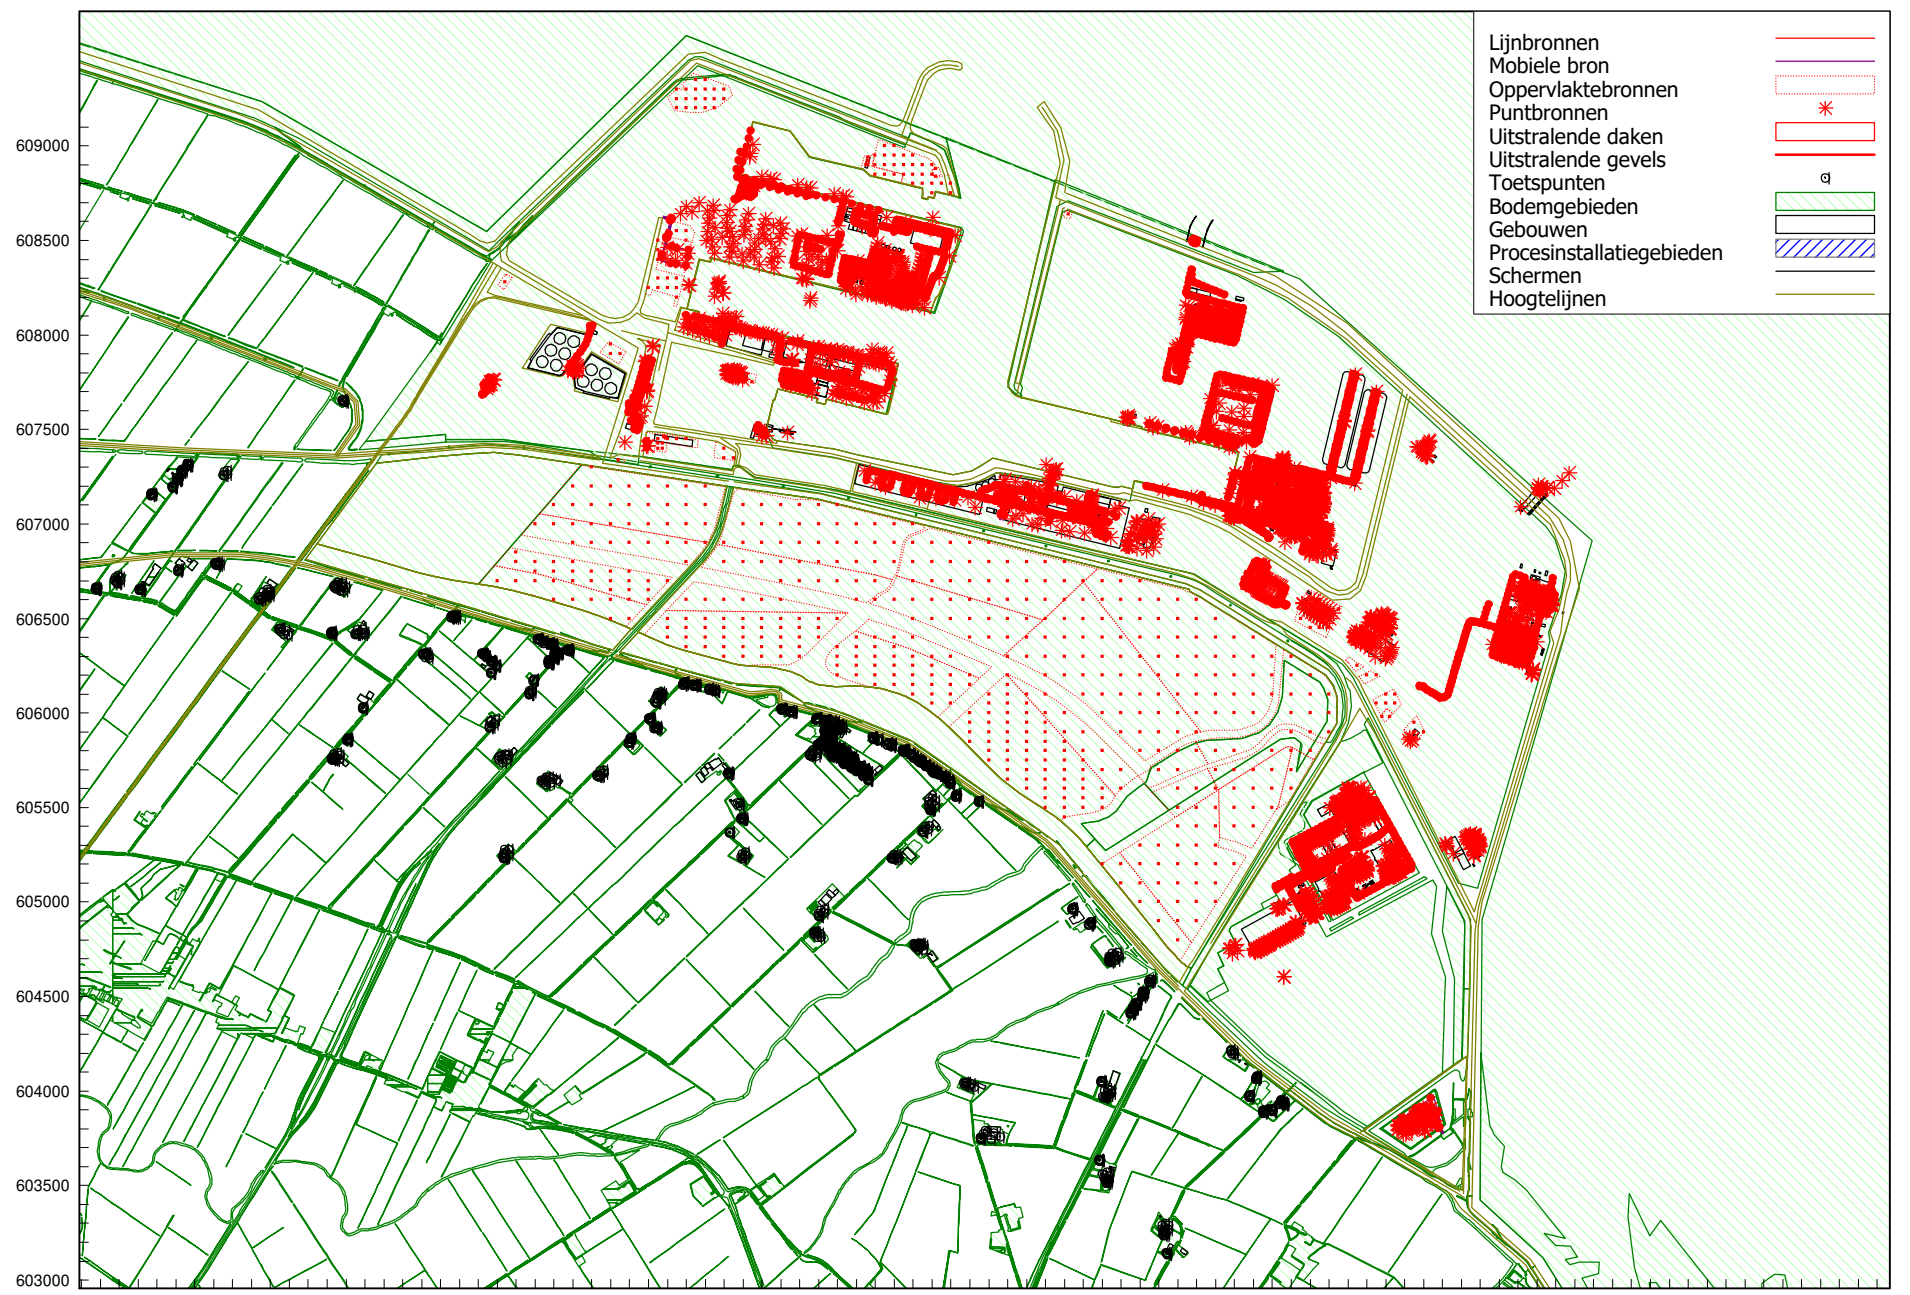 Lijnbronnen
Mobiele bron
Oppervlaktebronnen
Puntbronnen
Uitstralende daken
Uitstralende gevels
Toetspunten
Bodemgebieden
Gebouwen
Procesinstallatiegebieden
Schermen
Hoogtelijnen
609000
608500
608000
607500
607000
606500
606000
605500
605000
604500
604000
603500
603000